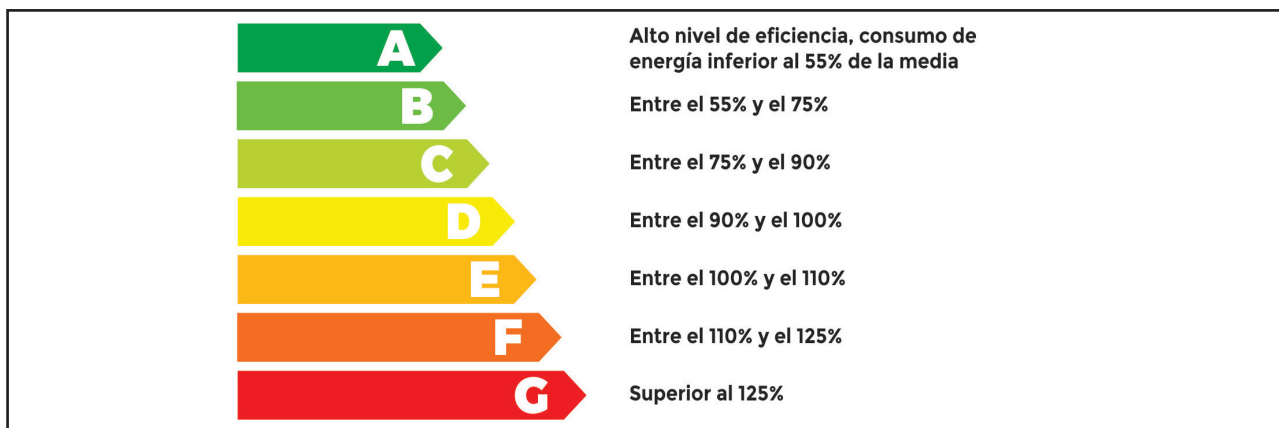 A
Alto nivel de eficiencia, consumo de
energía inferior al 55% de la media
B
Entre el 55% y el 75%
C
Entre el 75% y el 90%
D
Entre el 90% y el 100%
E
Entre el 100% y el 110%
F
Entre el 110% y el 125%
G
Superior al 125%